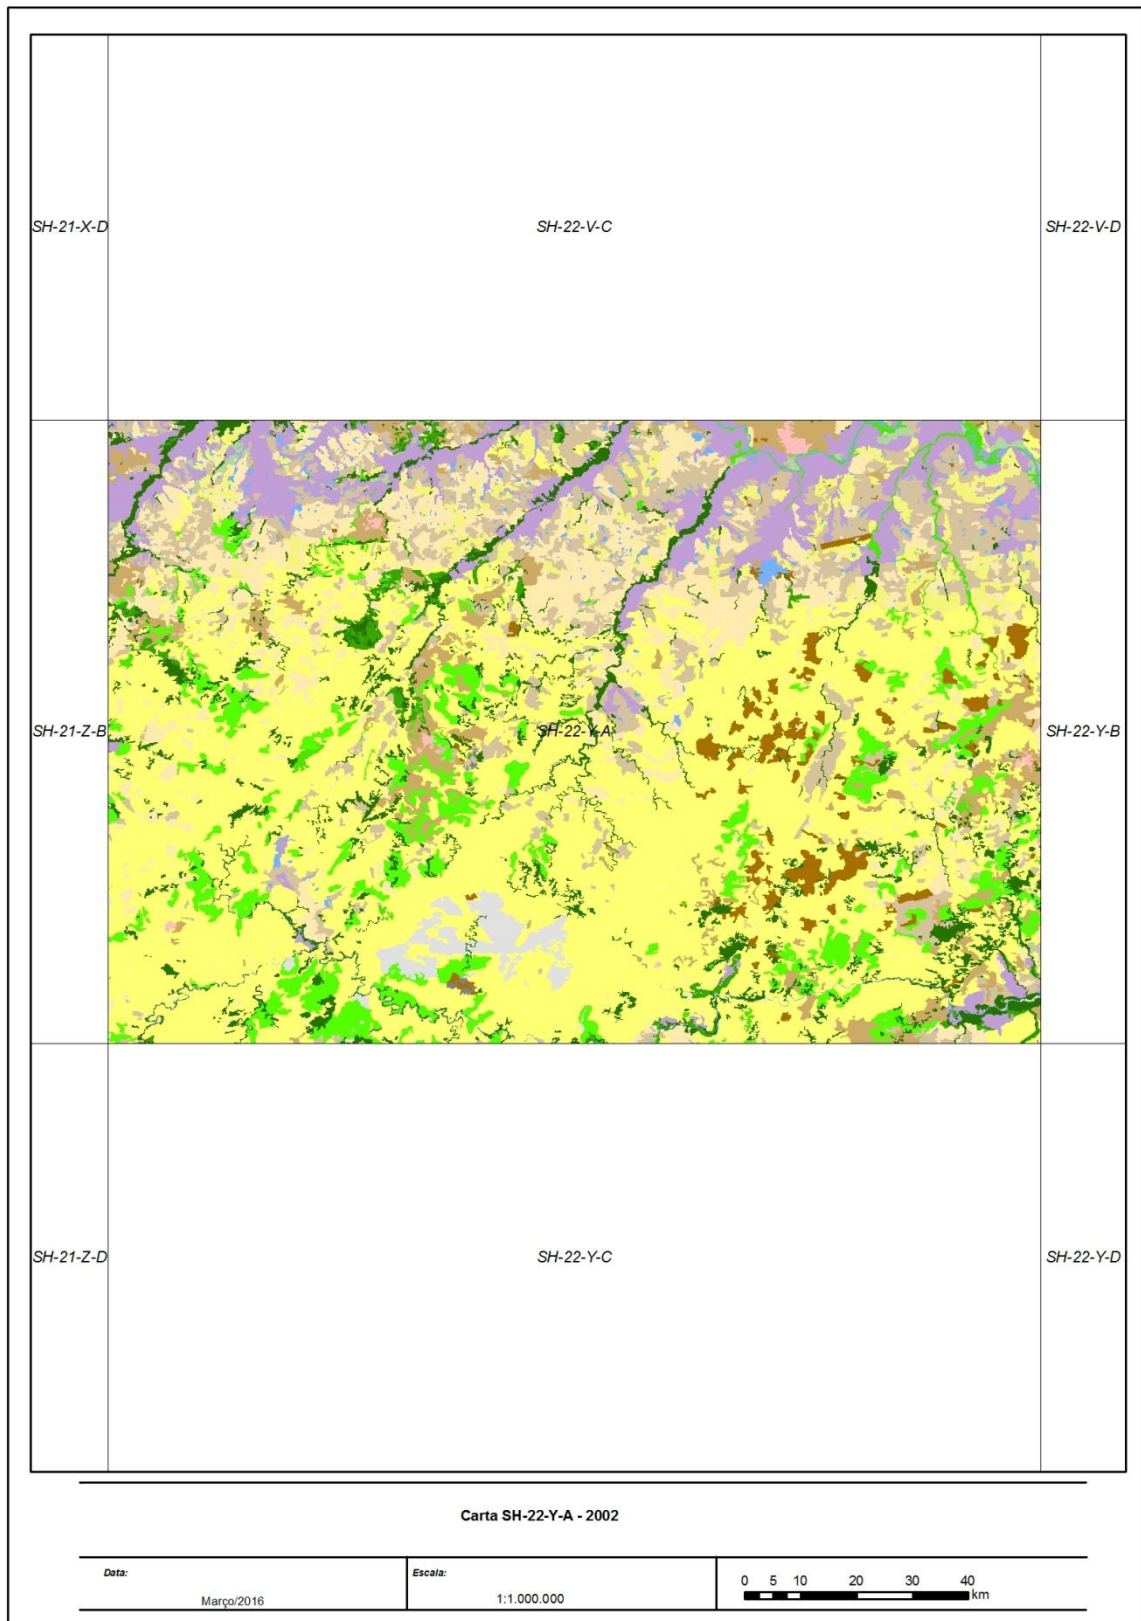 SH-21-X-D SH-22-V-C SH-22-V-D
SH-21-Z-B SH-22-Y-A SH-22-Y-B
SH-21-Z-D SH-22-Y-C SH-22-Y-D
Carta SH-22-Y-A - 2002
Data: Escala: 0 5 10 20 30 40
km
Março/2016 1:1.000.000